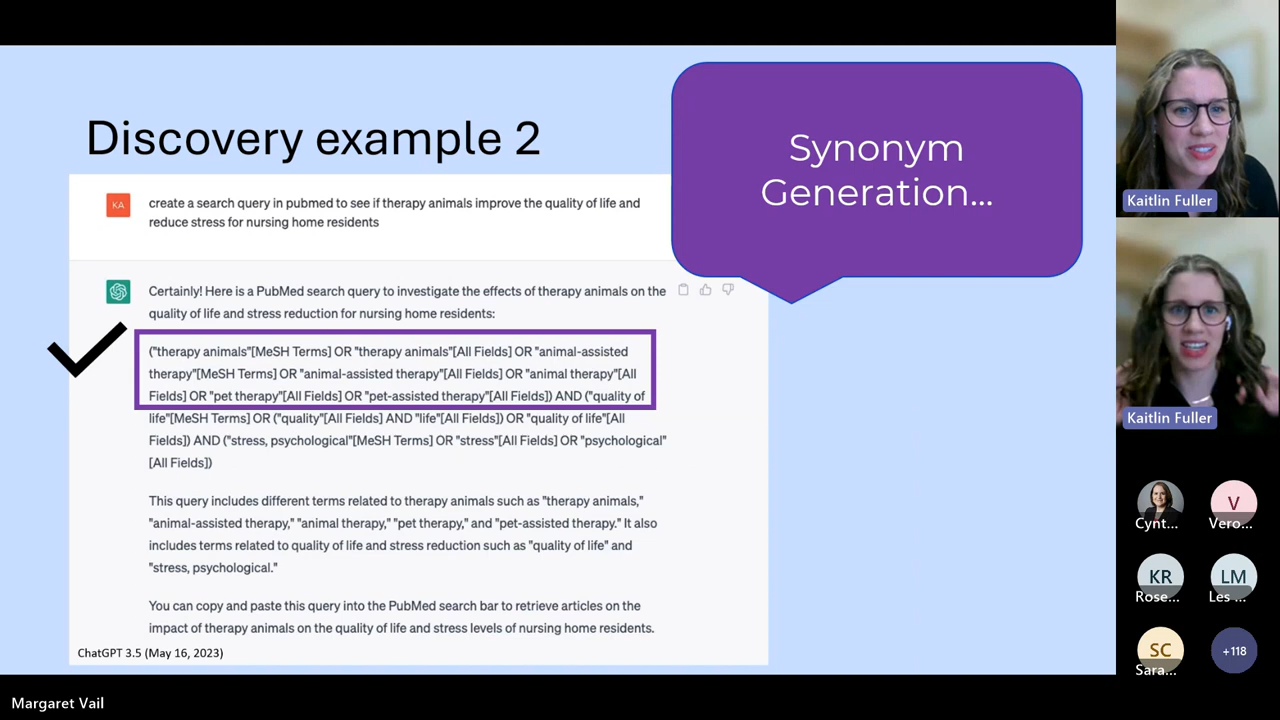 Discovery example 2
Synonym
Generation...
KA
create a search query in pubmed to see if therapy animals improve the quality of life and
reduce stress for nursing home residents
Certainly! Here is a PubMed search query to investigate the effects of therapy animals on the
quality of life and stress reduction for nursing home residents:
("therapy animals"[MeSH Terms] OR "therapy animals"[All Fields] OR "animal-assisted
therapy"[MeSH Terms] OR "animal-assisted therapy"[All Fields] OR "animal therapy"[All
Fields] OR "pet therapy"[All Fields] OR "pet-assisted therapy"[All Fields]) AND ("quality of
life"[MeSH Terms] OR ("quality"[All Fields] AND "life"[All Fields]) OR "quality of life"[All
Fields]) AND ("stress, psychological"[MeSH Terms] OR "stress"[All Fields] OR "psychological"
[All Fields])
This query includes different terms related to therapy animals such as "therapy animals,"
"animal-assisted therapy," "animal therapy," "pet therapy," and "pet-assisted therapy." It also
includes terms related to quality of life and stress reduction such as "quality of life" and
"stress, psychological."
You can copy and paste this query into the PubMed search bar to retrieve articles on the
impact of therapy animals on the quality of life and stress levels of nursing home residents.
ChatGPT 3.5 (May 16, 2023)
Kaitlin Fuller
Kaitlin Fuller
Cynt...
V
Vero...
KR
Rose...
LM
Les ...
SC
Sara...
+118
Margaret Vail